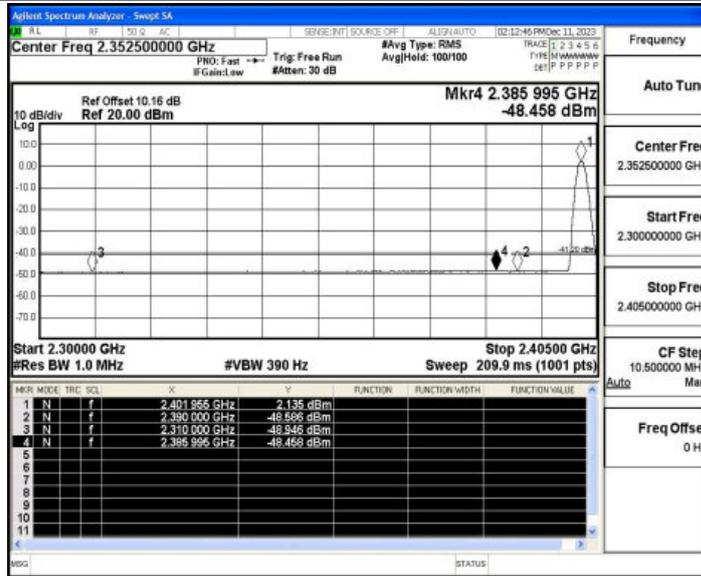 Agilent Spectrum Analyzer - Swept SA
RL RF 50 Ω AC SENSE:INT SOURCE OFF ALIGN AUTO 02:12:46 PM Dec 11, 2023
Center Freq 2.352500000 GHz #Avg Type: RMS TRACE 1 2 3 4 5 6
PNO: Fast Trig: Free Run Avg|Hold: 100/100 TYPE M WWWWW
IFGain:Low #Atten: 30 dB DET P P P P P P
Frequency
Auto Tun
Ref Offset 10.16 dB Mkr4 2.385 995 GHz
10 dB/div Ref 20.00 dBm -48.458 dBm
Log
10.0
0.00
-10.0
-20.0
-30.0
-40.0
-50.0
-60.0
-70.0
1
3
4
2
-41.20 dBm
Start 2.30000 GHz Stop 2.40500 GHz
#Res BW 1.0 MHz #VBW 390 Hz Sweep 209.9 ms (1001 pts)
MKR MODE TRC SCL X Y FUNCTION FUNCTION WIDTH FUNCTION VALUE
1 N f 2.401 955 GHz 2.135 dBm
2 N f 2.390 000 GHz -48.586 dBm
3 N f 2.310 000 GHz -48.946 dBm
4 N f 2.385 995 GHz -48.458 dBm
5
6
7
8
9
10
11
MSG STATUS
Center Fre
2.352500000 GH
Start Fre
2.300000000 GH
Stop Fre
2.405000000 GH
CF Step
10.500000 MH
Auto Ma
Freq Offse
0 H